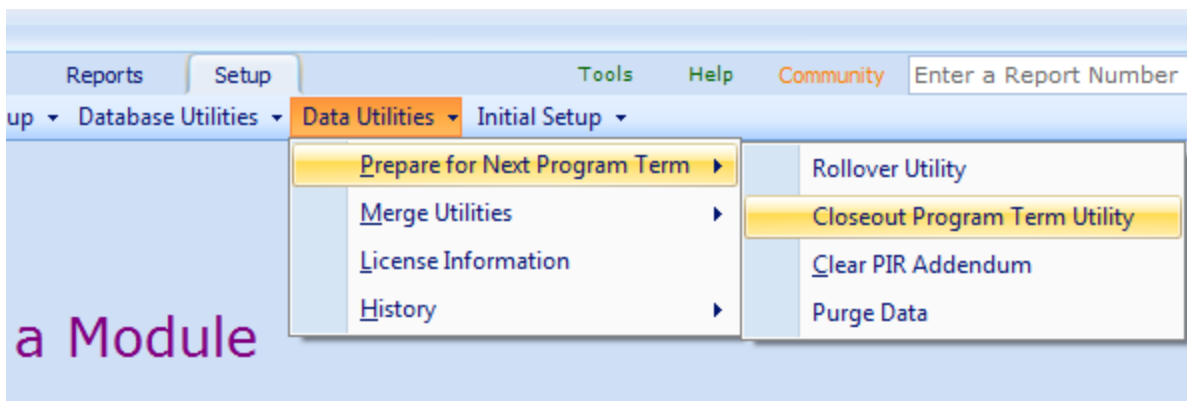 Reports Setup Tools Help Community Enter a Report Number
up Database Utilities Data Utilities Initial Setup
Prepare for Next Program Term
Rollover Utility
Merge Utilities
Closeout Program Term Utility
License Information
Clear PIR Addendum
History
Purge Data
a Module